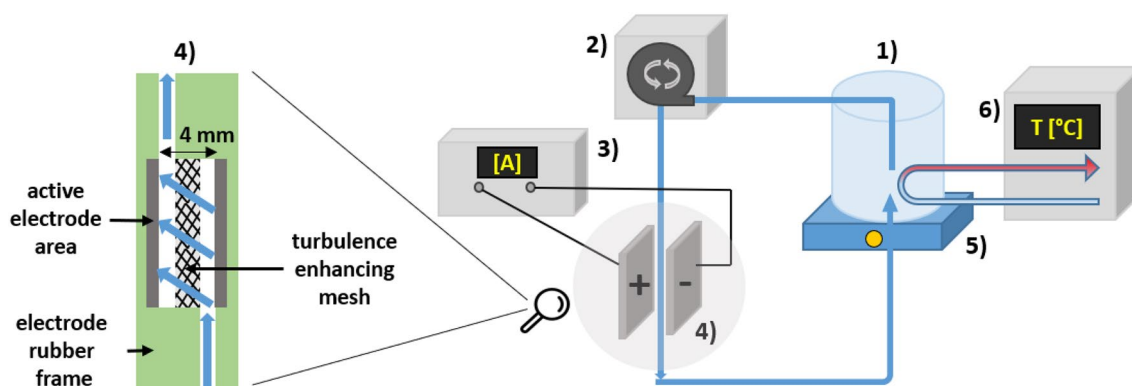 4)
4 mm
active
electrode
area
turbulence
enhancing
mesh
electrode
rubber
frame
2)
1)
3)
[A]
6)
T [°C]
+
-
4)
5)